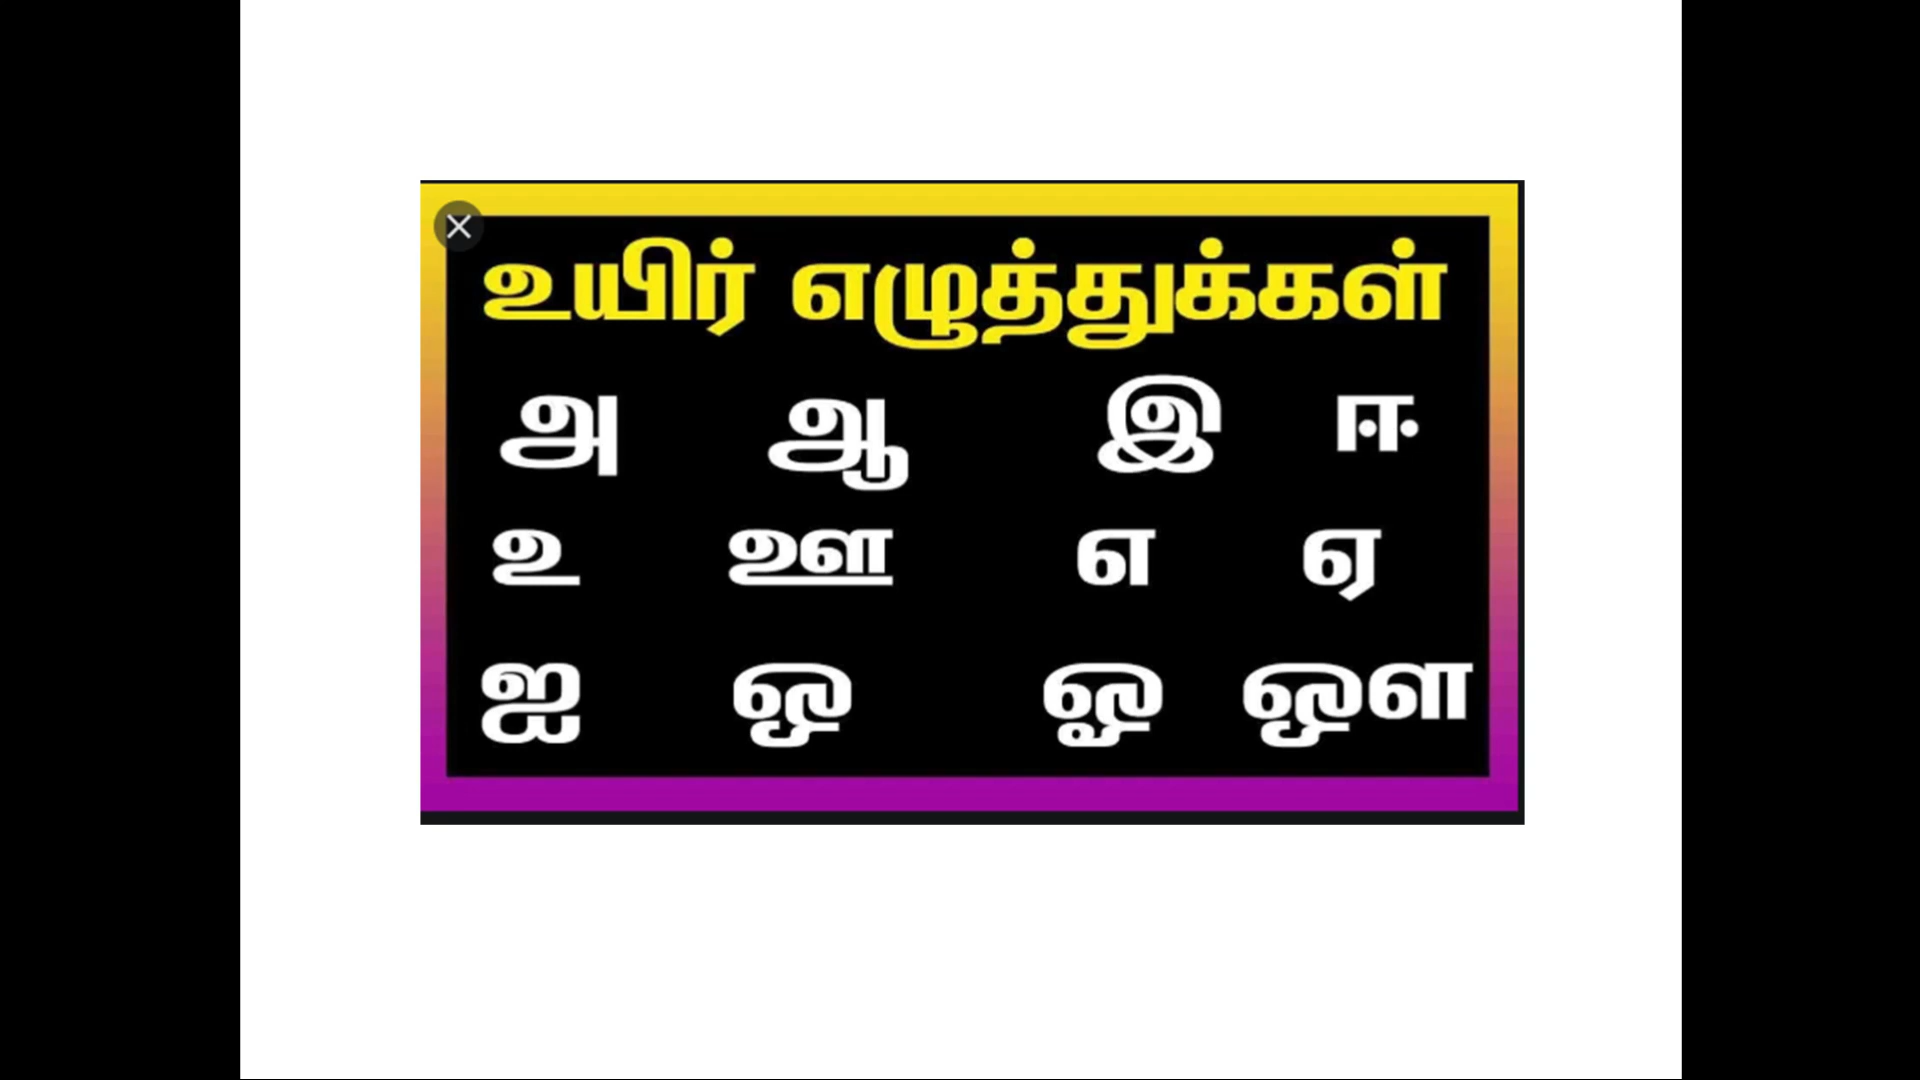 உயிர் எழுத்துக்கள்
அ ஆ இ ஈ
உ ஊ எ ஏ
ஐ ஒ ஓ ஔ